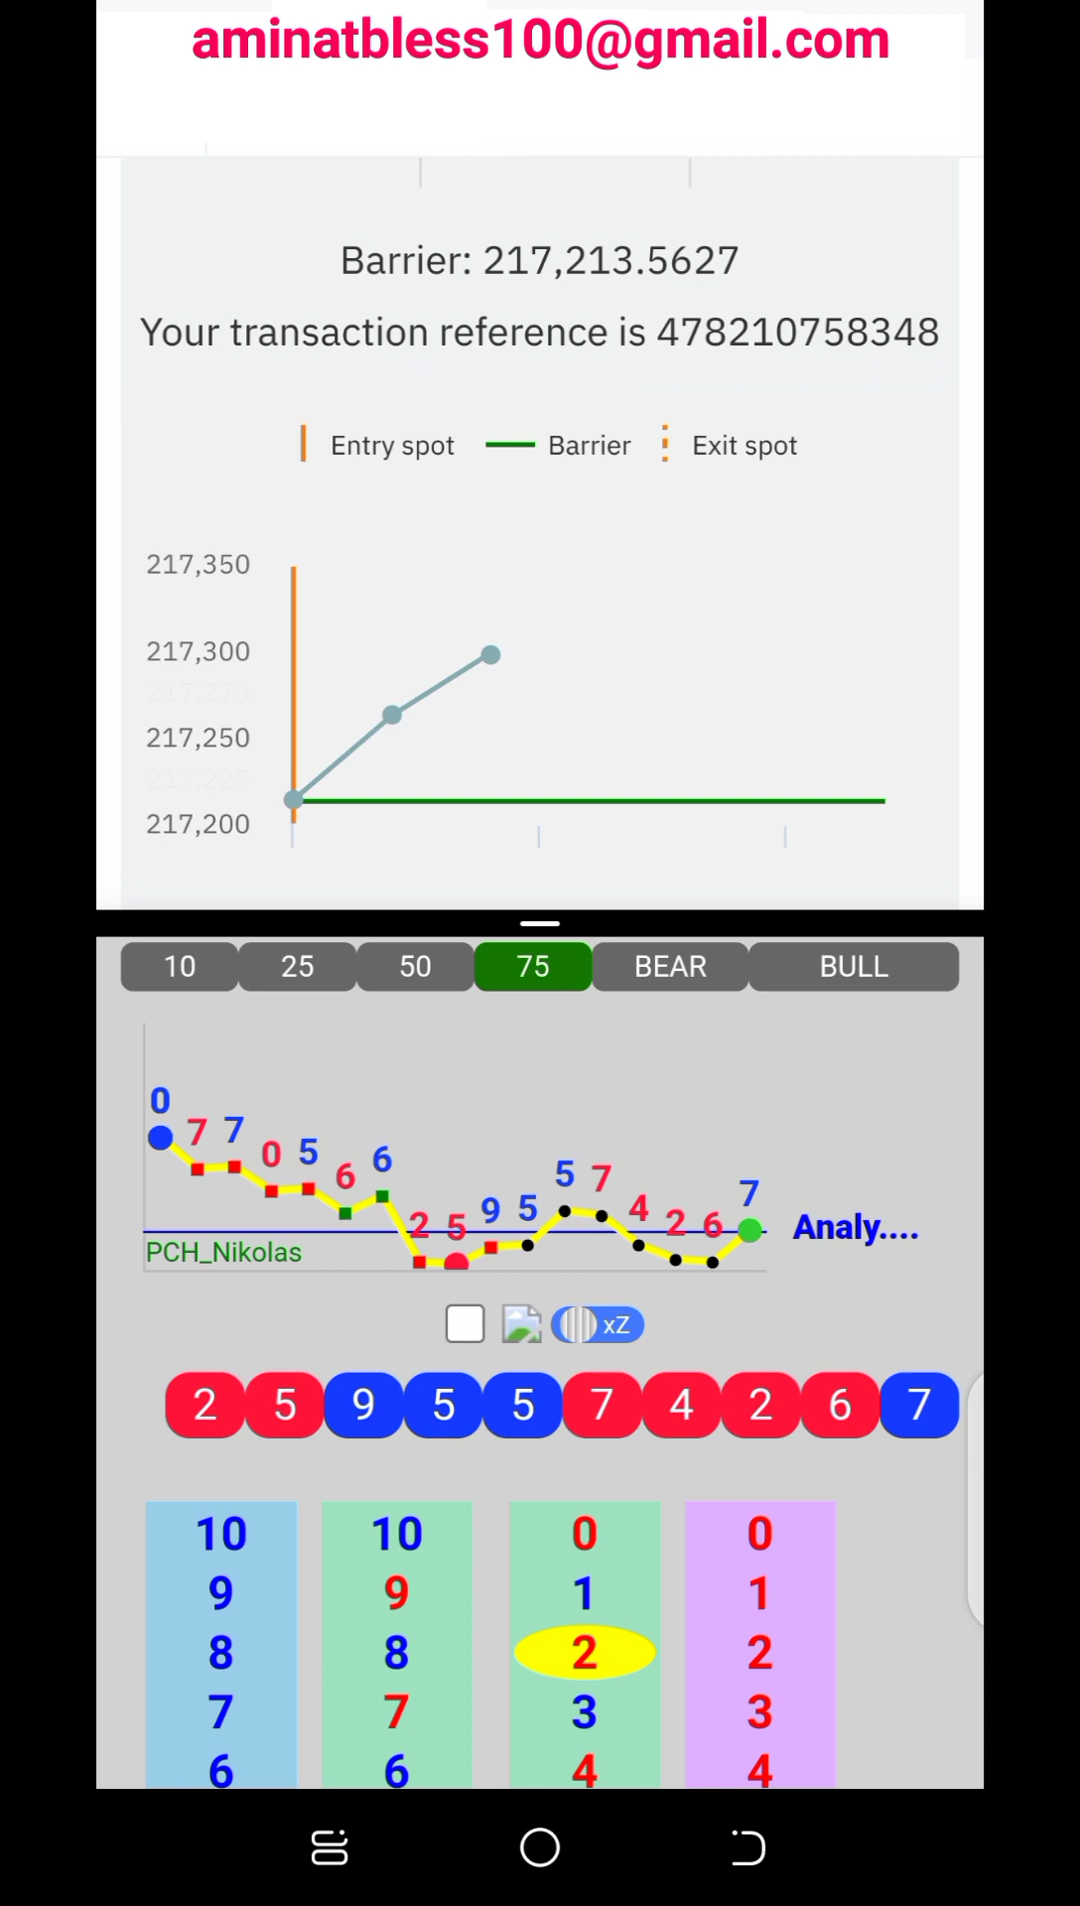 aminatbless100@gmail.com
Barrier: 217,213.5627
Your transaction reference is 478210758348
Entry spot Barrier Exit spot
217,350
217,300
217,275
217,250
217,225
217,200
10 25 50 75 BEAR BULL
0 7 7 0 5 6 6 2 5 9 5 5 7 4 2 6 7
Analy....
PCH_Nikolas
xZ
2 5 9 5 5 7 4 2 6 7
10 10 0 0
9 9 1 1
8 8 2 2
7 7 3 3
6 6 4 4